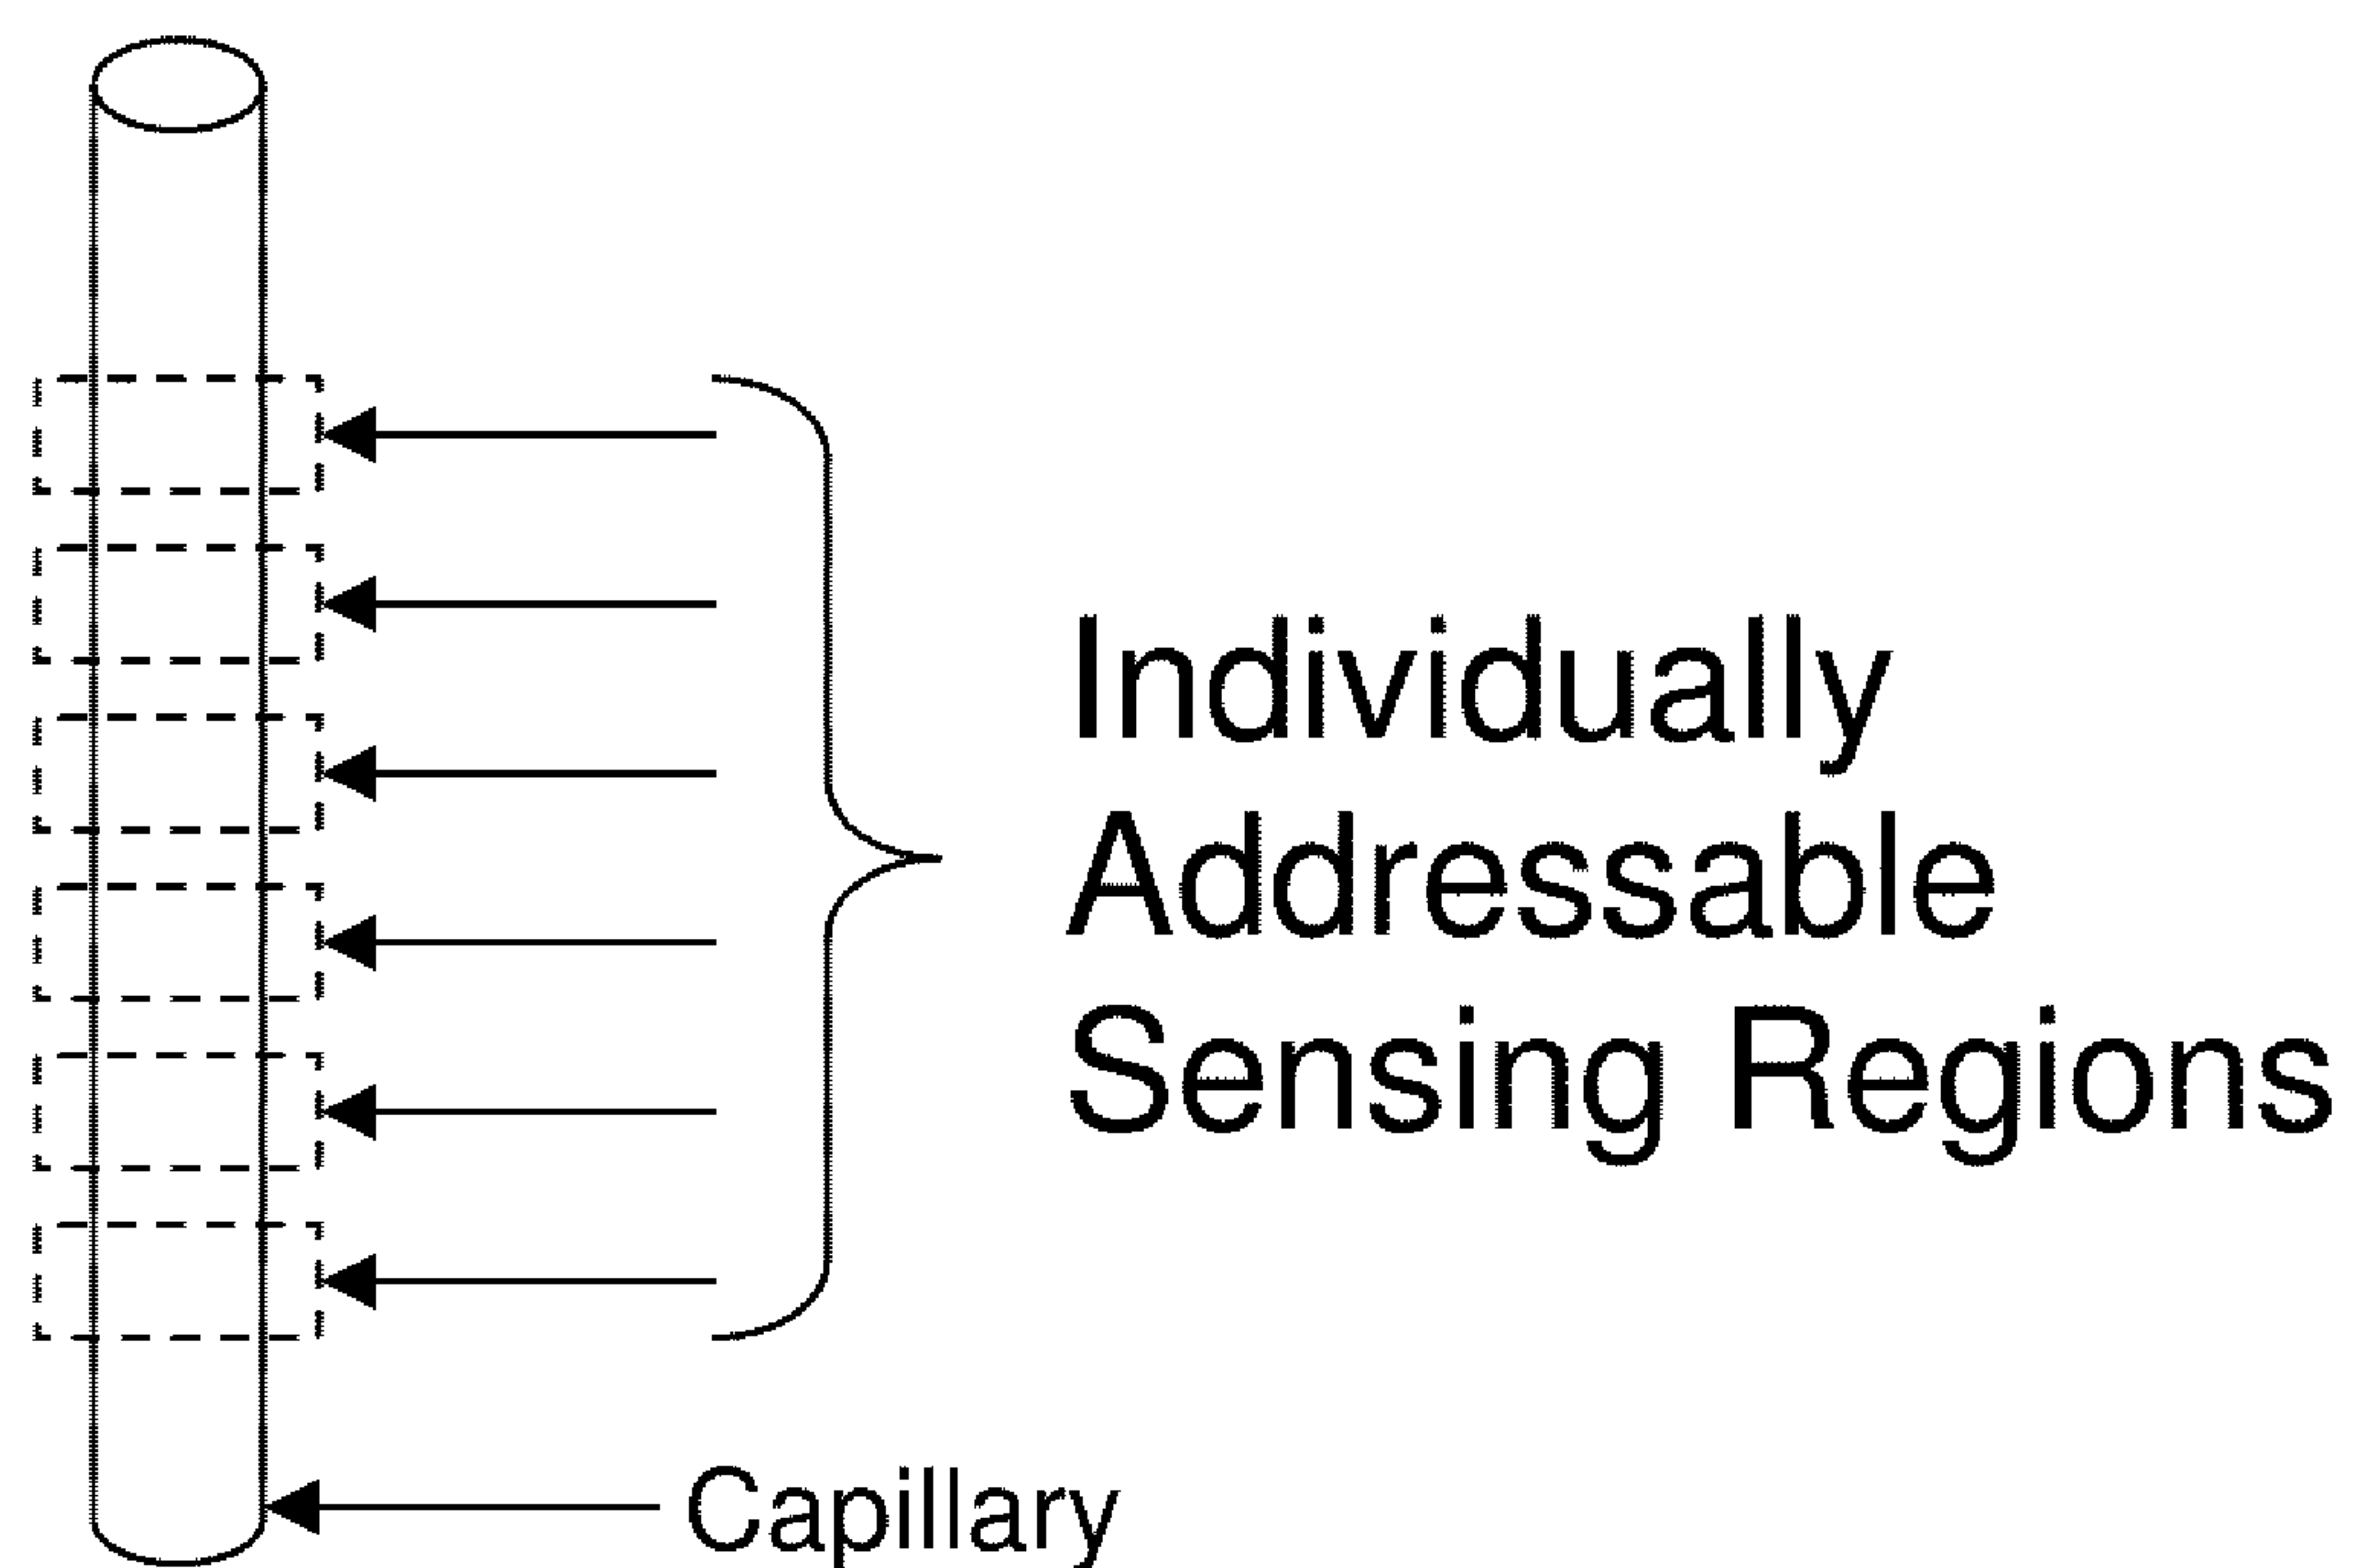 Individually
Addressable
Sensing Regions
Capillary